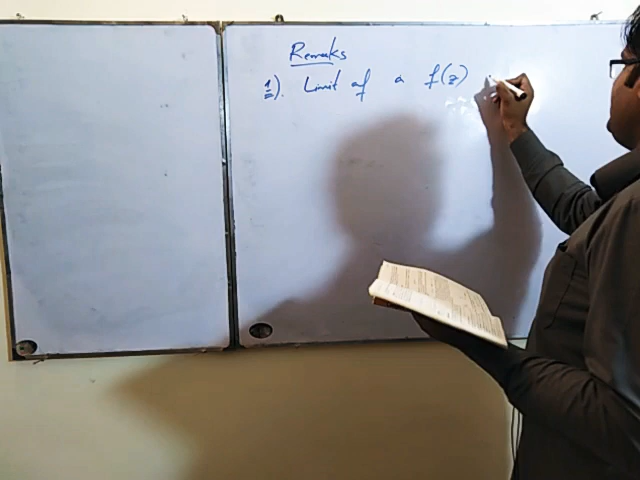 Remarks
1). Limit of a f(z)